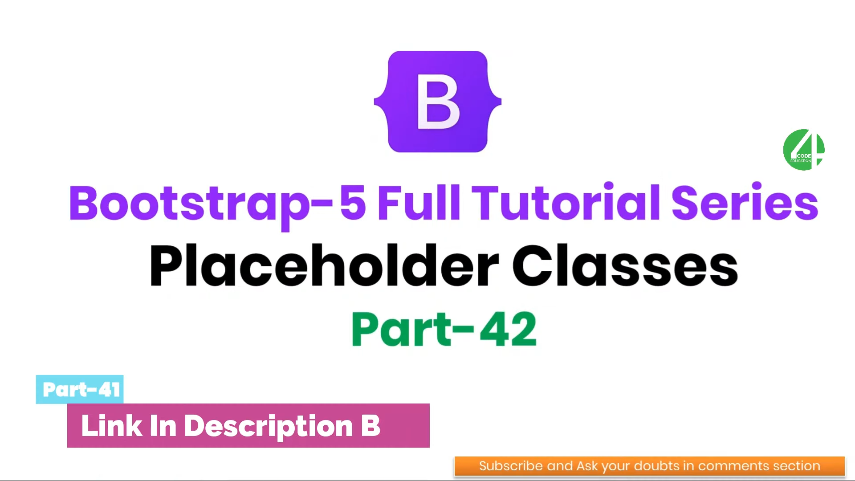 B
4
CODE
Bootstrap-5 Full Tutorial Series
Placeholder Classes
Part-42
Part-41
Link In Description B
Subscribe and Ask your doubts in comments section